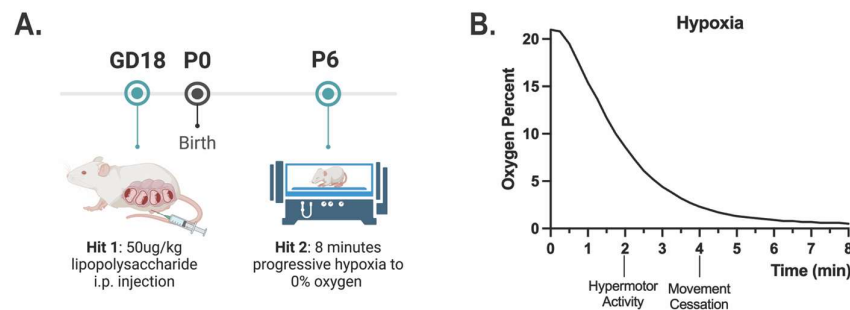 A.
GD18 P0 P6
Birth
Hit 1: 50ug/kg
lipopolysaccharide
i.p. injection
Hit 2: 8 minutes
progressive hypoxia to
0% oxygen
B.
Hypoxia
Oxygen Percent
20
15
10
5
0
0 1 2 3 4 5 6 7 8
Time (min)
Hypermotor
Activity
Movement
Cessation